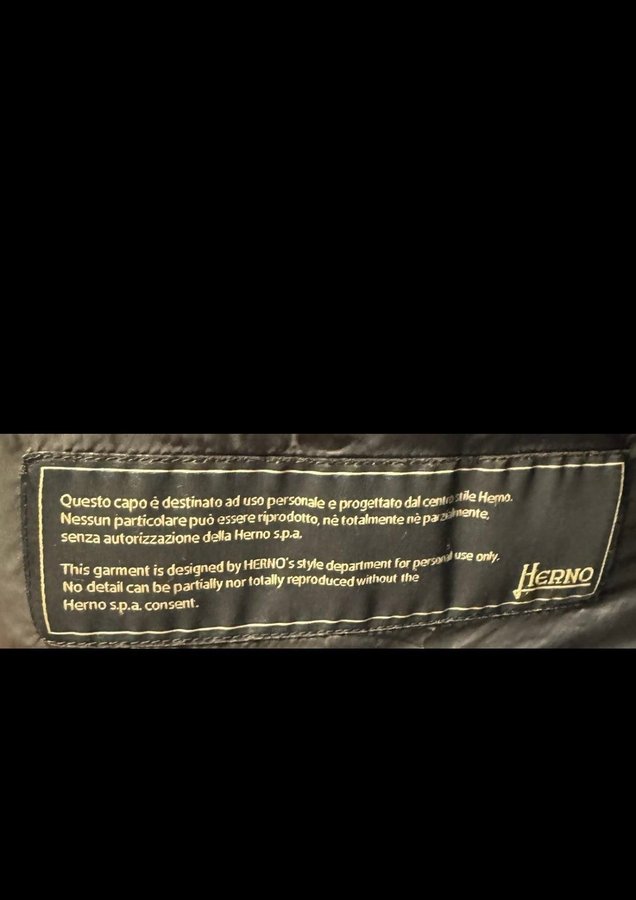 Questo capo è destinato ad uso personale e progettato dal centro stile Herno.
Nessun particolare può essere riprodotto, nè totalmente nè parzialmente,
senza autorizzazione della Herno s.p.a.
This garment is designed by HERNO's style department for personal use only.
No detail can be partially nor totally reproduced without the
Herno s.p.a. consent.
HERNO